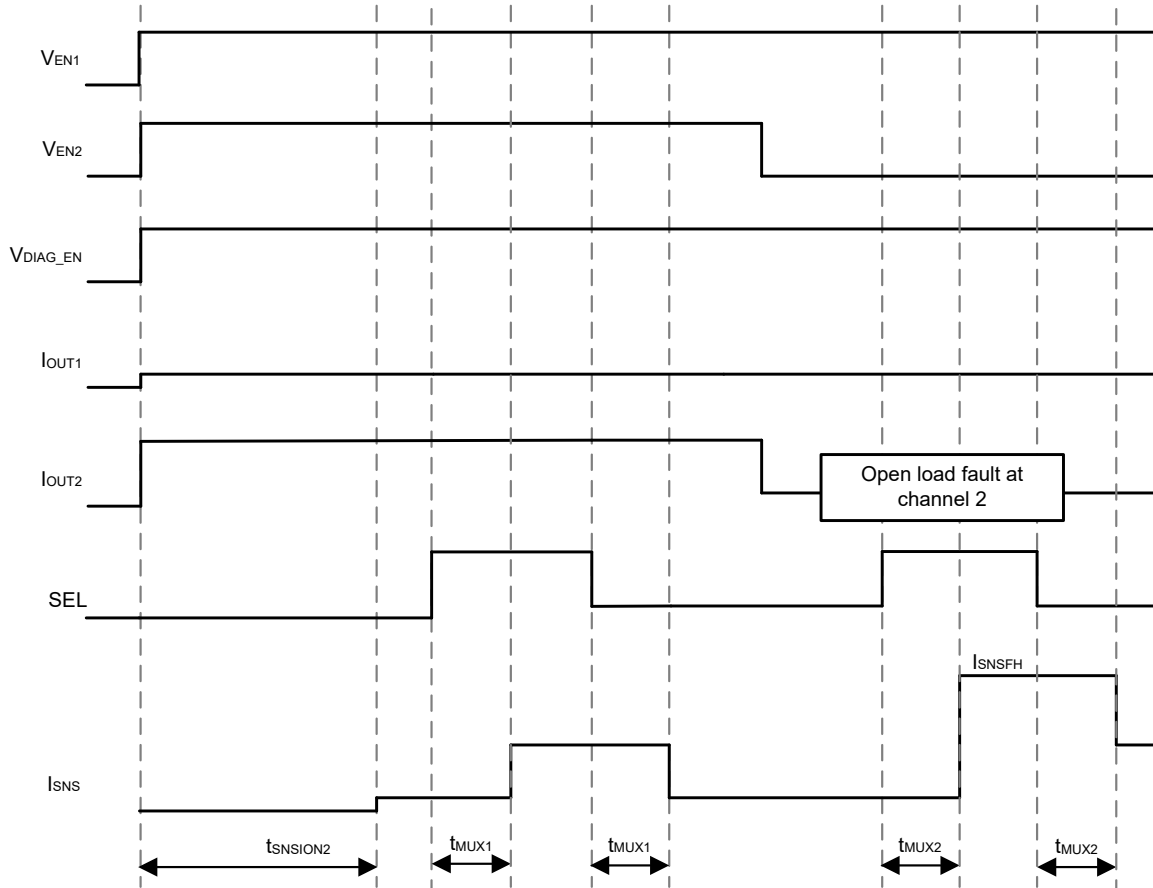 VEN1
VEN2
VDIAG_EN
IOUT1
IOUT2
Open load fault at
channel 2
SEL
ISNSFH
ISNS
tSNSION2
tMUX1
tMUX1
tMUX2
tMUX2